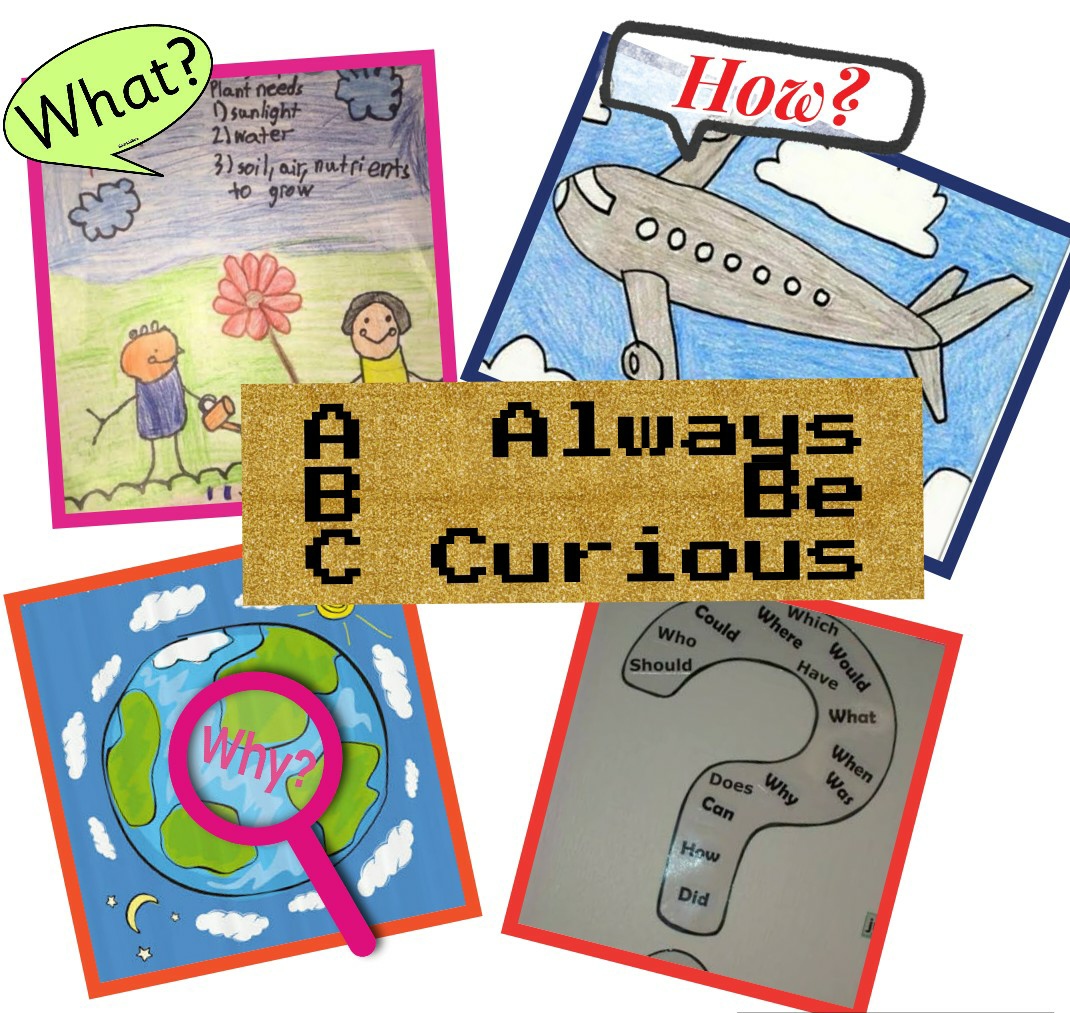 What?
Plant needs
1) sunlight
2) water
3) soil, air, nutrients
to grow
How?
A Always
B Be
C Curious
Why?
Which
Could
Where
Who
Would
Should
Have
What
When
Does
Why
Was
Can
How
Did